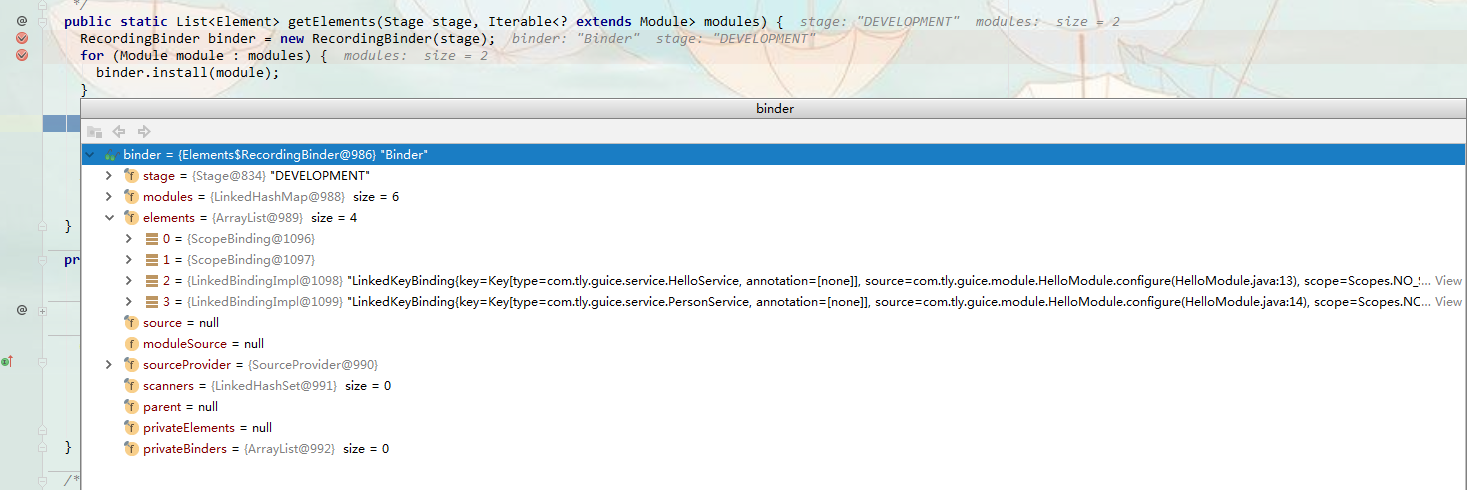 */
public static List<Element> getElements(Stage stage, Iterable<? extends Module> modules) { stage: "DEVELOPMENT" modules: size = 2
RecordingBinder binder = new RecordingBinder(stage); binder: "Binder" stage: "DEVELOPMENT"
for (Module module : modules) { modules: size = 2
binder.install(module);
}
binder
binder = {Elements$RecordingBinder@986} "Binder"
stage = {Stage@834} "DEVELOPMENT"
modules = {LinkedHashMap@988} size = 6
elements = {ArrayList@989} size = 4
0 = {ScopeBinding@1096}
1 = {ScopeBinding@1097}
2 = {LinkedBindingImpl@1098} "LinkedKeyBinding{key=Key[type=com.tly.guice.service.HelloService, annotation=[none]], source=com.tly.guice.module.HelloModule.configure(HelloModule.java:13), scope=Scopes.NO_S... View
3 = {LinkedBindingImpl@1099} "LinkedKeyBinding{key=Key[type=com.tly.guice.service.PersonService, annotation=[none]], source=com.tly.guice.module.HelloModule.configure(HelloModule.java:14), scope=Scopes.NC... View
source = null
moduleSource = null
}
sourceProvider = {SourceProvider@990}
pr
scanners = {LinkedHashSet@991} size = 0
parent = null
privateElements = null
privateBinders = {ArrayList@992} size = 0
}
/*